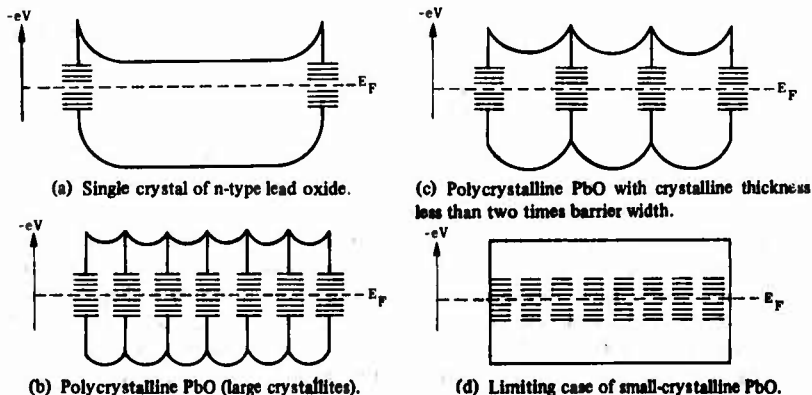 -eV
E_F
(a) Single crystal of n-type lead oxide.
-eV
E_F
(b) Polycrystalline PbO (large crystallites).
-eV
E_F
(c) Polycrystalline PbO with crystalline thickness
less than two times barrier width.
-eV
E_F
(d) Limiting case of small-crystalline PbO.